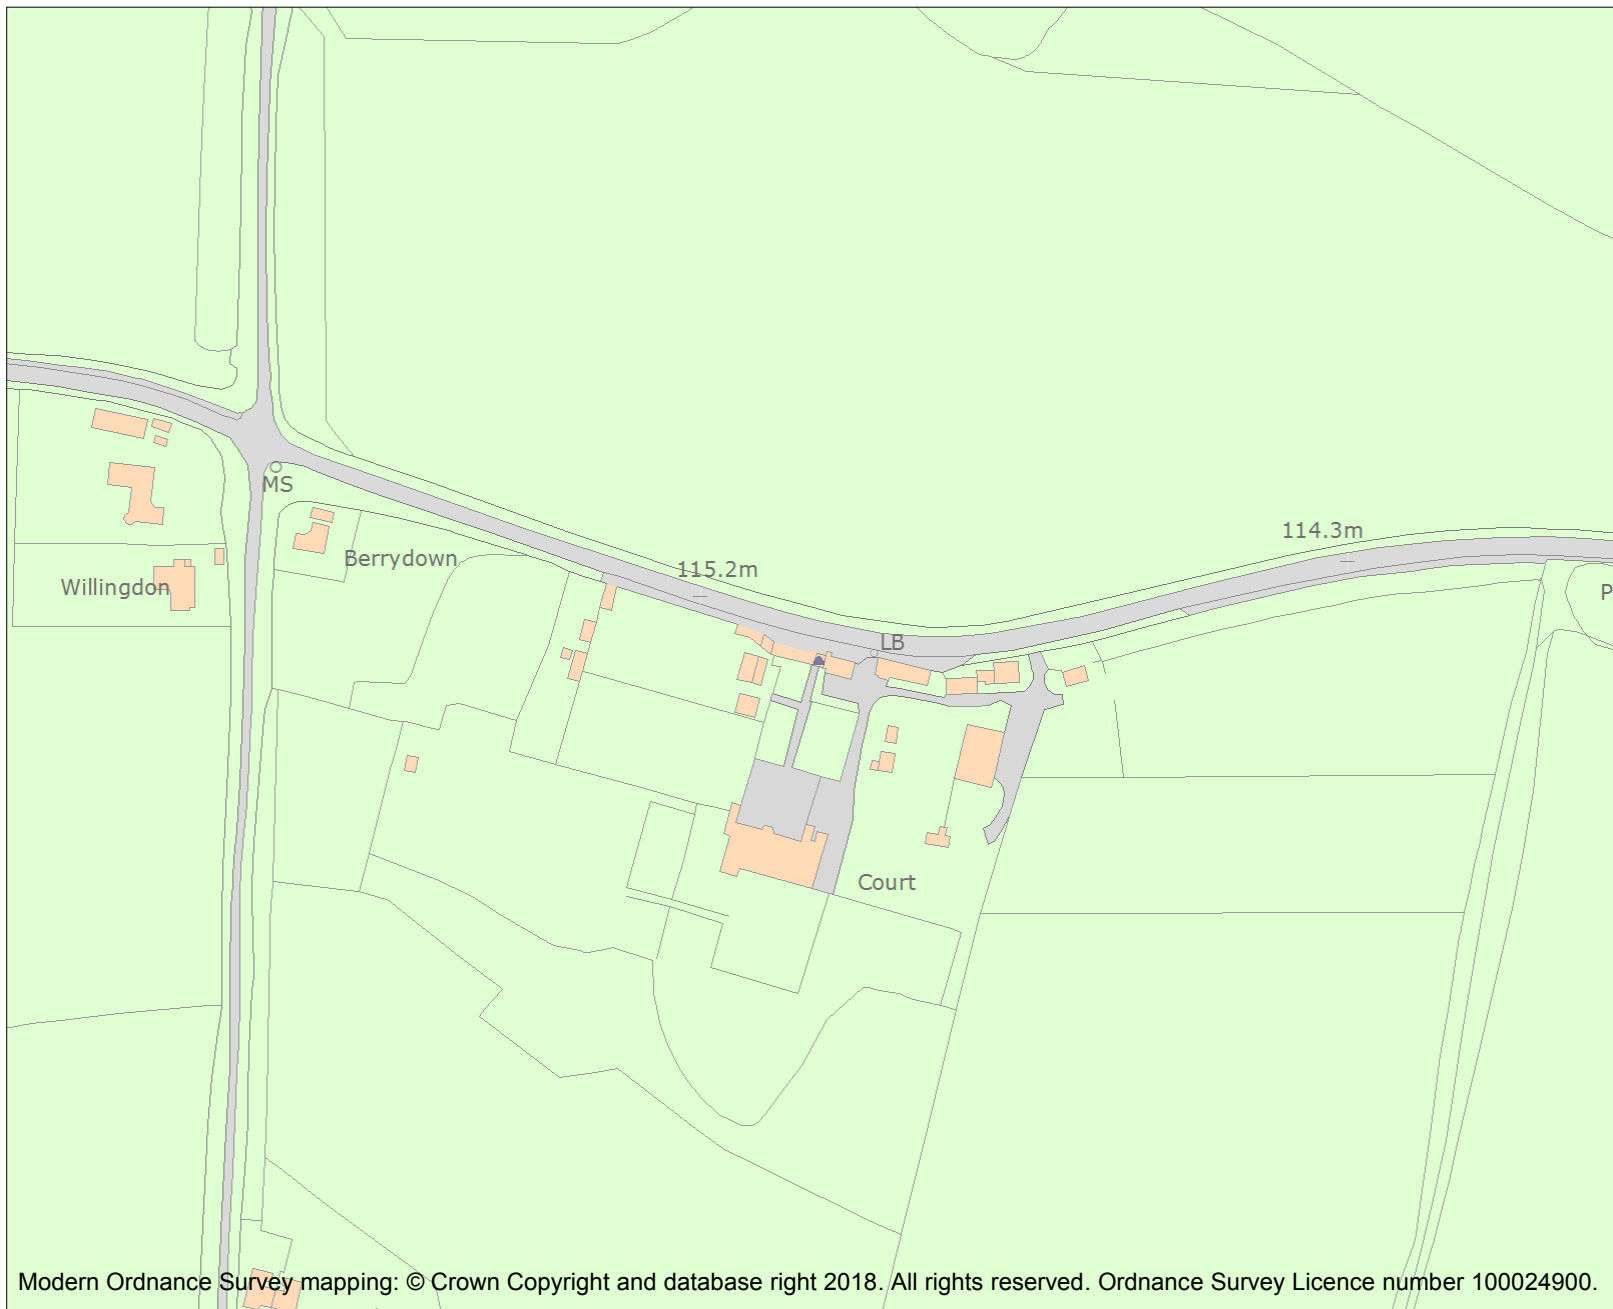 MS
114.3m
Berrydown
115.2m
Willingdon
P
LB
Court
Modern Ordnance Survey mapping: © Crown Copyright and database right 2018. All rights reserved. Ordnance Survey Licence number 100024900.